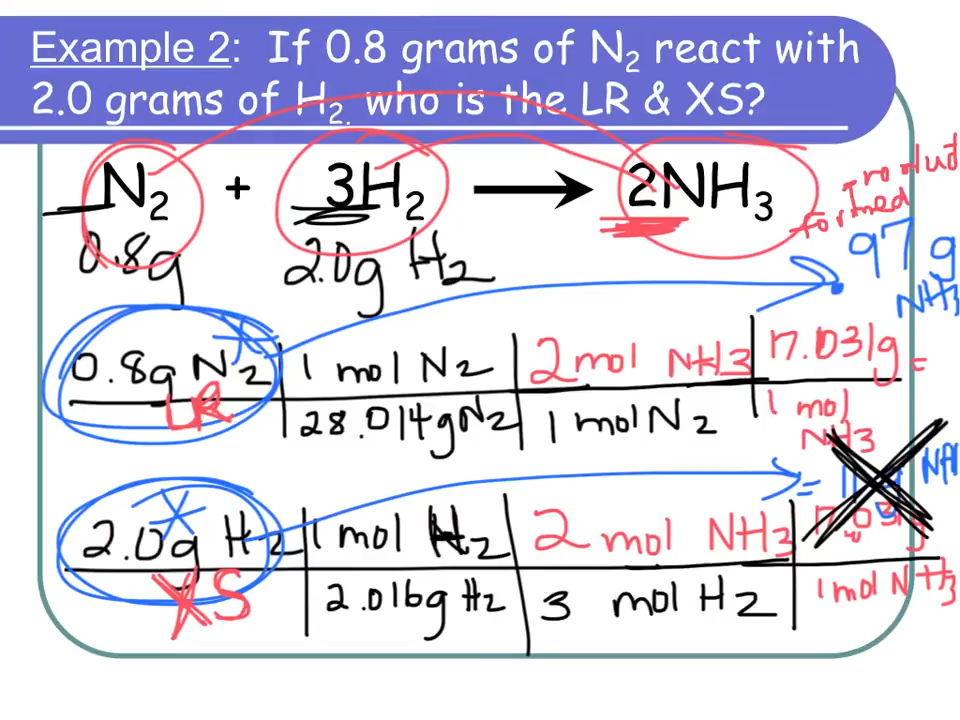 Example 2: If 0.8 grams of N2 react with
2.0 grams of H2. who is the LR & XS?
N2 + 3H2 → 2NH3
Product
formed
0.8g 2.0g H2
.97g
NH3
0.8g N2 1 mol N2 2 mol NH3 17.031g =
LR 28.014g N2 1 mol N2 1 mol
NH3
2.0g H2 1 mol H2 2 mol NH3 17.031g =
XS 2.016g H2 3 mol H2 1 mol NH3